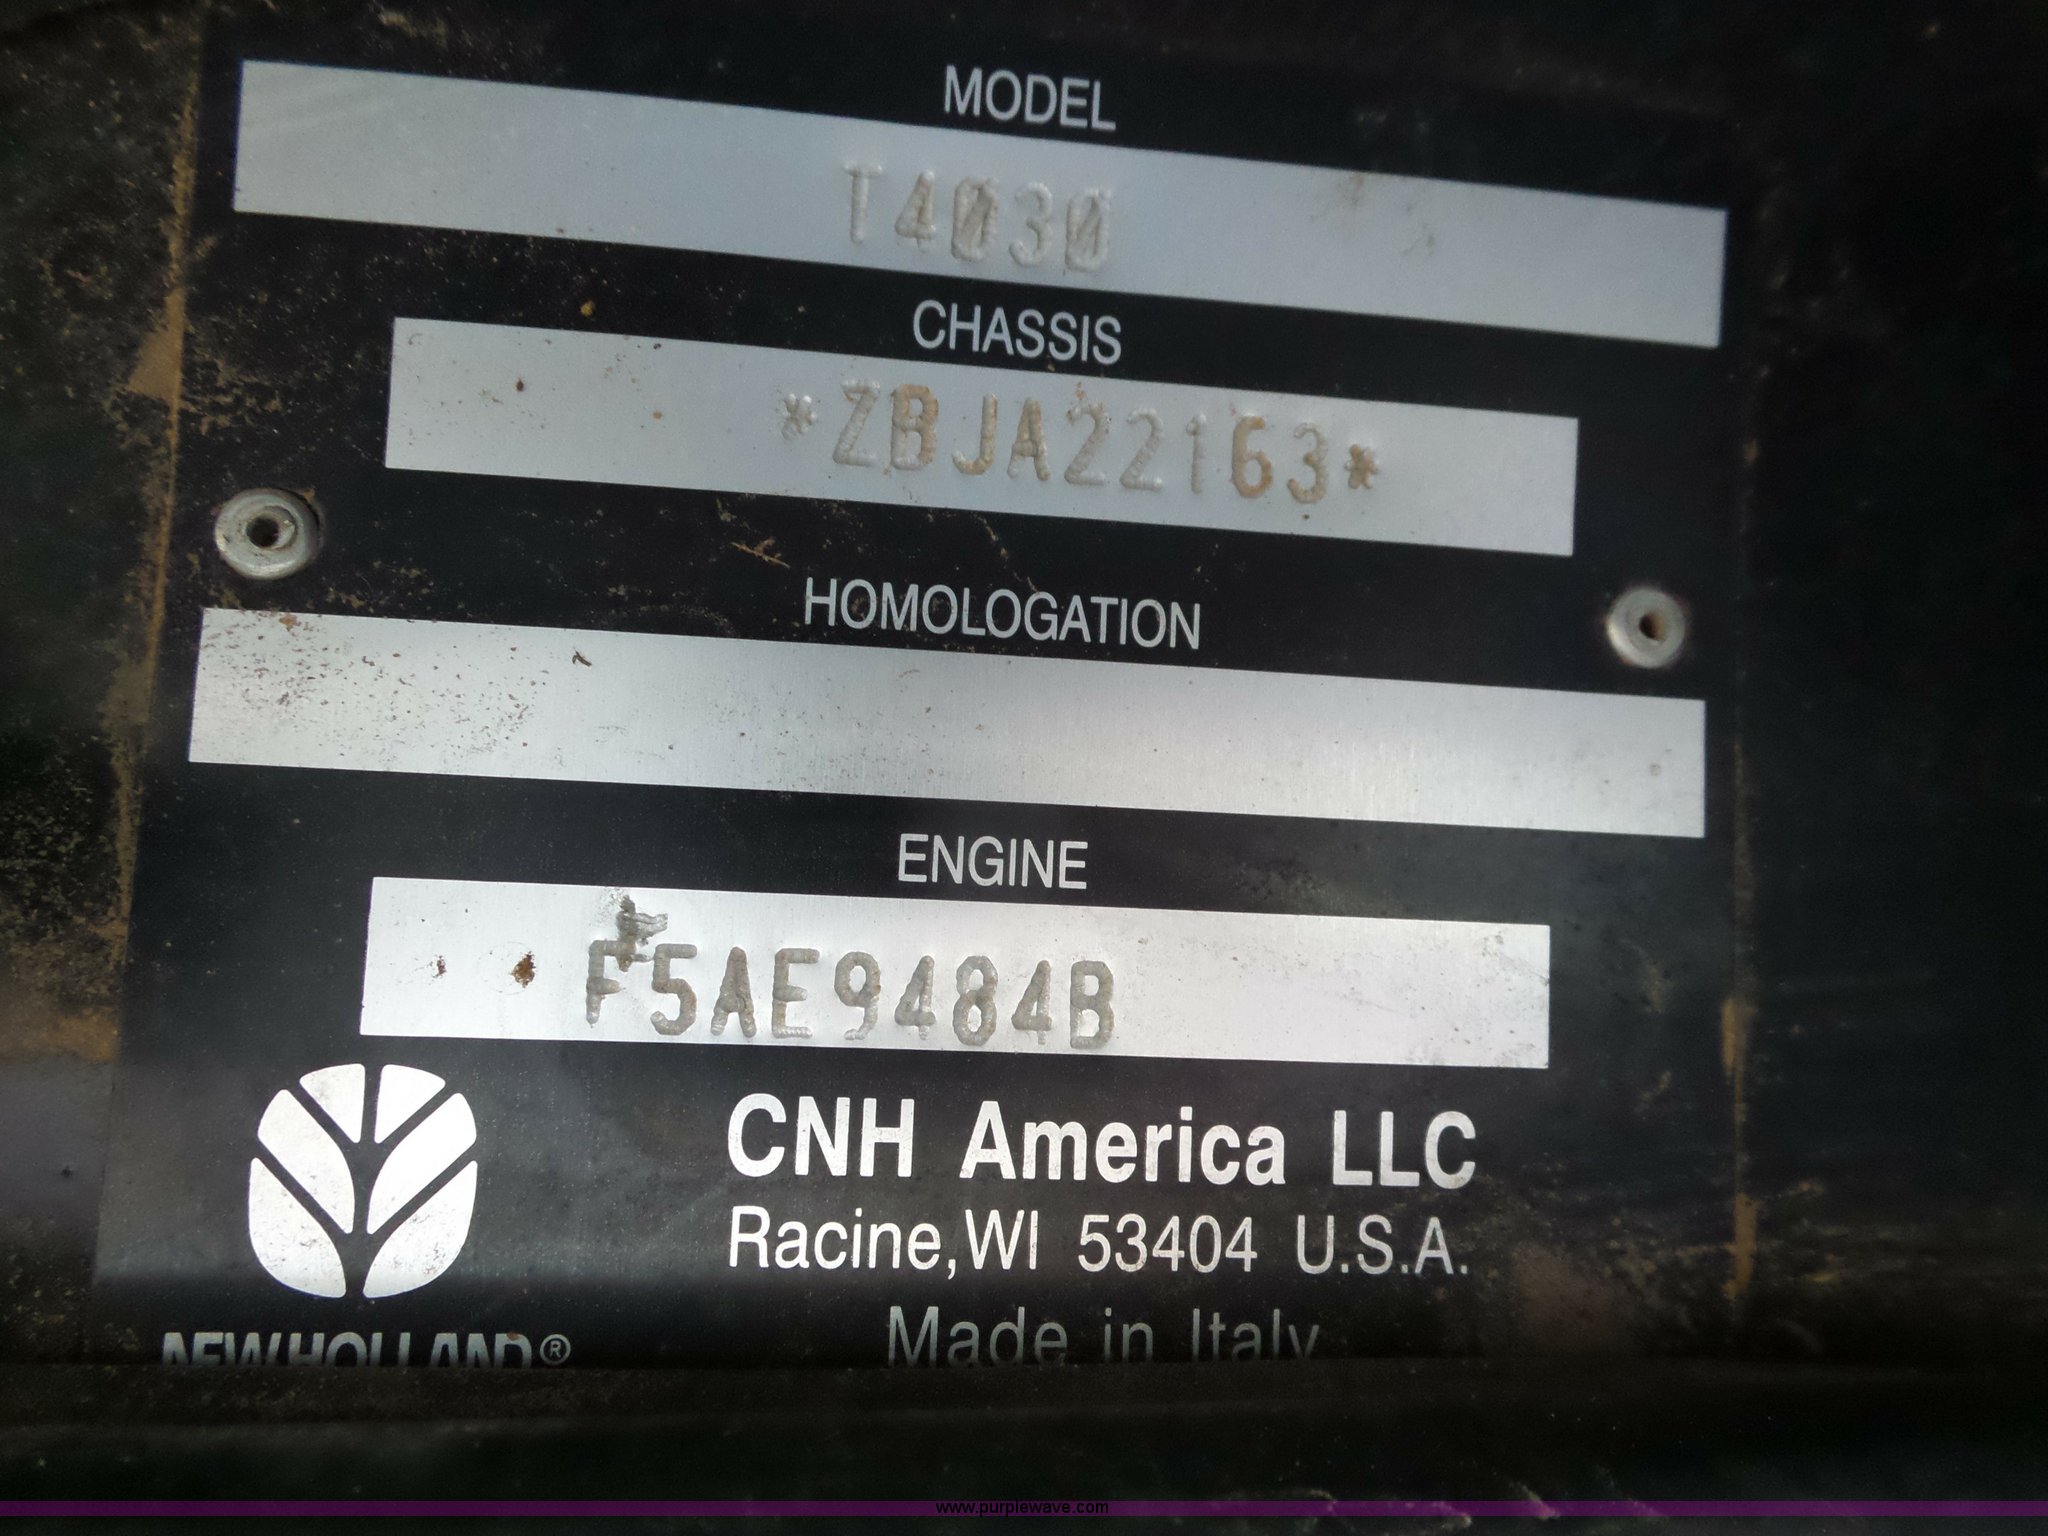 MODEL
T4030
CHASSIS
*ZBJA22163*
HOMOLOGATION
ENGINE
F5AE9484B
CNH America LLC
Racine, WI 53404 U.S.A.
NEW HOLLAND®
Made in Italy
www.purplewave.com